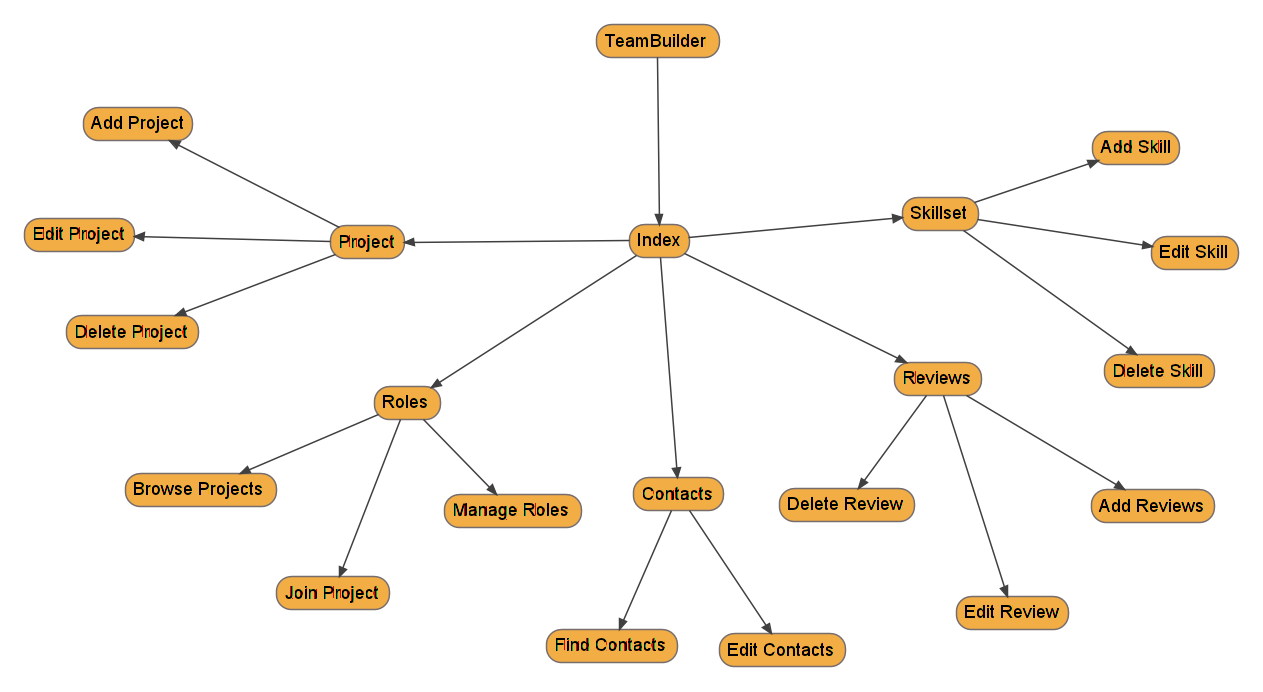 TeamBuilder
Add Project
Add Skill
Skillset
Edit Project
Project
Index
Edit Skill
Delete Project
Delete Skill
Reviews
Roles
Browse Projects
Contacts
Manage Roles
Delete Review
Add Reviews
Join Project
Edit Review
Find Contacts
Edit Contacts